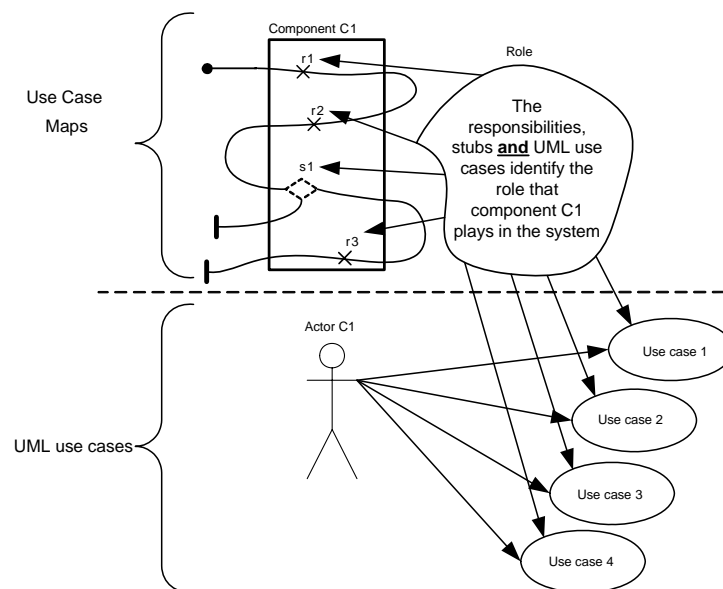 Component C1
r1
Role
Use Case
Maps
r2
The
responsibilities,
stubs and UML use
cases identify the
role that
component C1
plays in the system
s1
r3
Actor C1
Use case 1
Use case 2
UML use cases
Use case 3
Use case 4